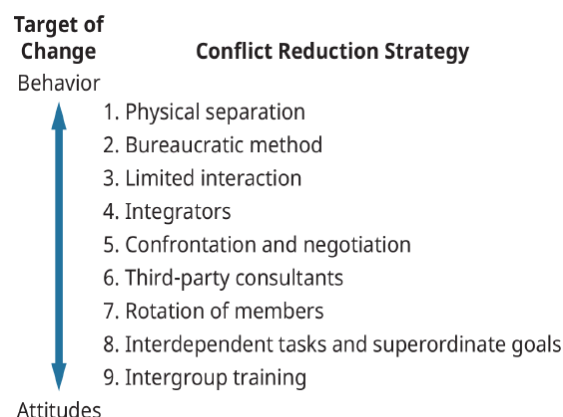 Target of
Change
Conflict Reduction Strategy
Behavior
1. Physical separation
2. Bureaucratic method
3. Limited interaction
4. Integrators
5. Confrontation and negotiation
6. Third-party consultants
7. Rotation of members
8. Interdependent tasks and superordinate goals
9. Intergroup training
Attitudes